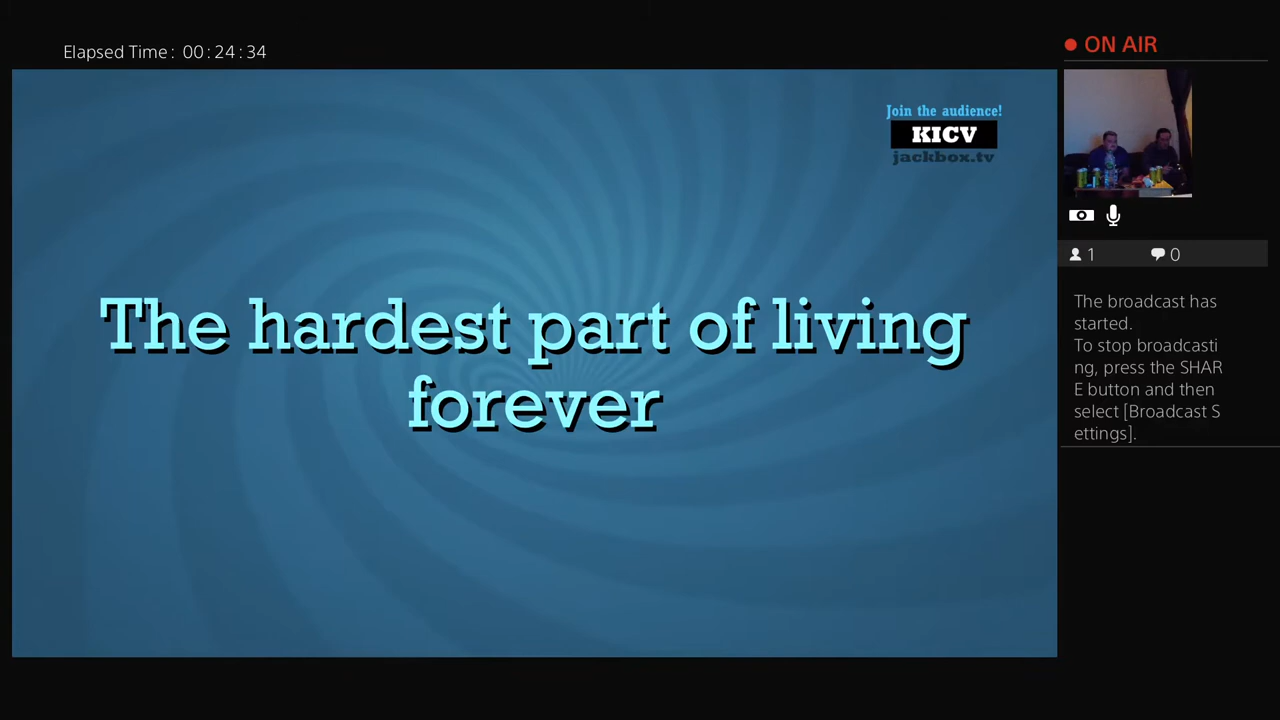 Elapsed Time: 00:24:34
ON AIR
Join the audience!
KICV
jackbox.tv
The hardest part of living
forever
1 0
The broadcast has
started.
To stop broadcasti
ng, press the SHAR
E button and then
select [Broadcast S
ettings].